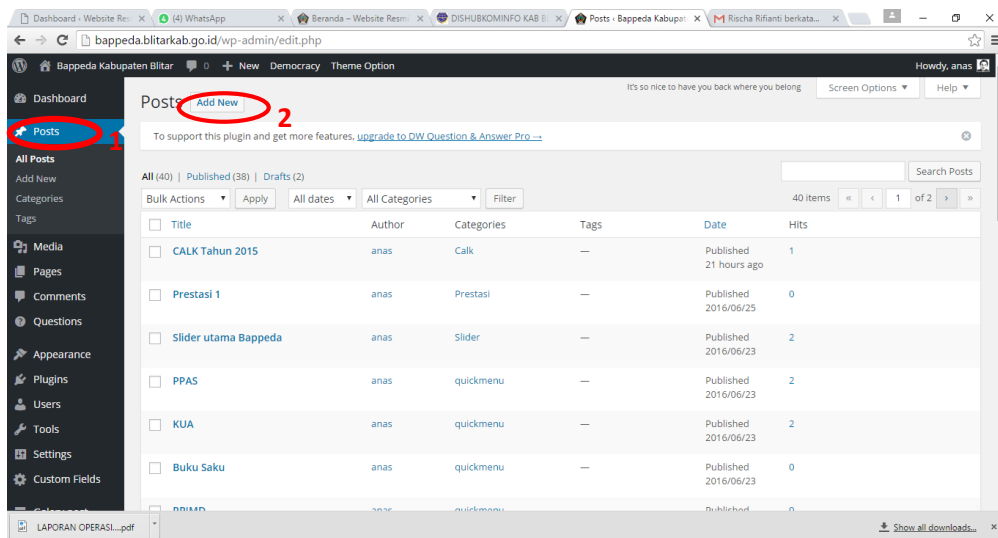 Dashboard ‹ Website Res
(4) WhatsApp
Beranda – Website Resmi
DISHUBKOMINFO KAB B
Posts ‹ Bappeda Kabupat
Rischa Rifianti berkata...
bappeda.blitarkab.go.id/wp-admin/edit.php
Bappeda Kabupaten Blitar 0 + New Democracy Theme Option Howdy, anas
Dashboard
Posts 1
All Posts
Add New
Categories
Tags
Media
Pages
Comments
Questions
Appearance
Plugins
Users
Tools
Settings
Custom Fields
It's so nice to have you back where you belong Screen Options ▼ Help ▼
Posts Add New 2
To support this plugin and get more features, upgrade to DW Question & Answer Pro →
All (40) | Published (38) | Drafts (2) Search Posts
Bulk Actions ▼ Apply All dates ▼ All Categories ▼ Filter 40 items « ‹ 1 of 2 › »
Title Author Categories Tags Date Hits
CALK Tahun 2015 anas Calk — Published 1
21 hours ago
Prestasi 1 anas Prestasi — Published 0
2016/06/25
Slider utama Bappeda anas Slider — Published 2
2016/06/23
PPAS anas quickmenu — Published 2
2016/06/23
KUA anas quickmenu — Published 2
2016/06/23
Buku Saku anas quickmenu — Published 0
2016/06/23
anas quickmenu Published 0
LAPORAN OPERASI....pdf Show all downloads...